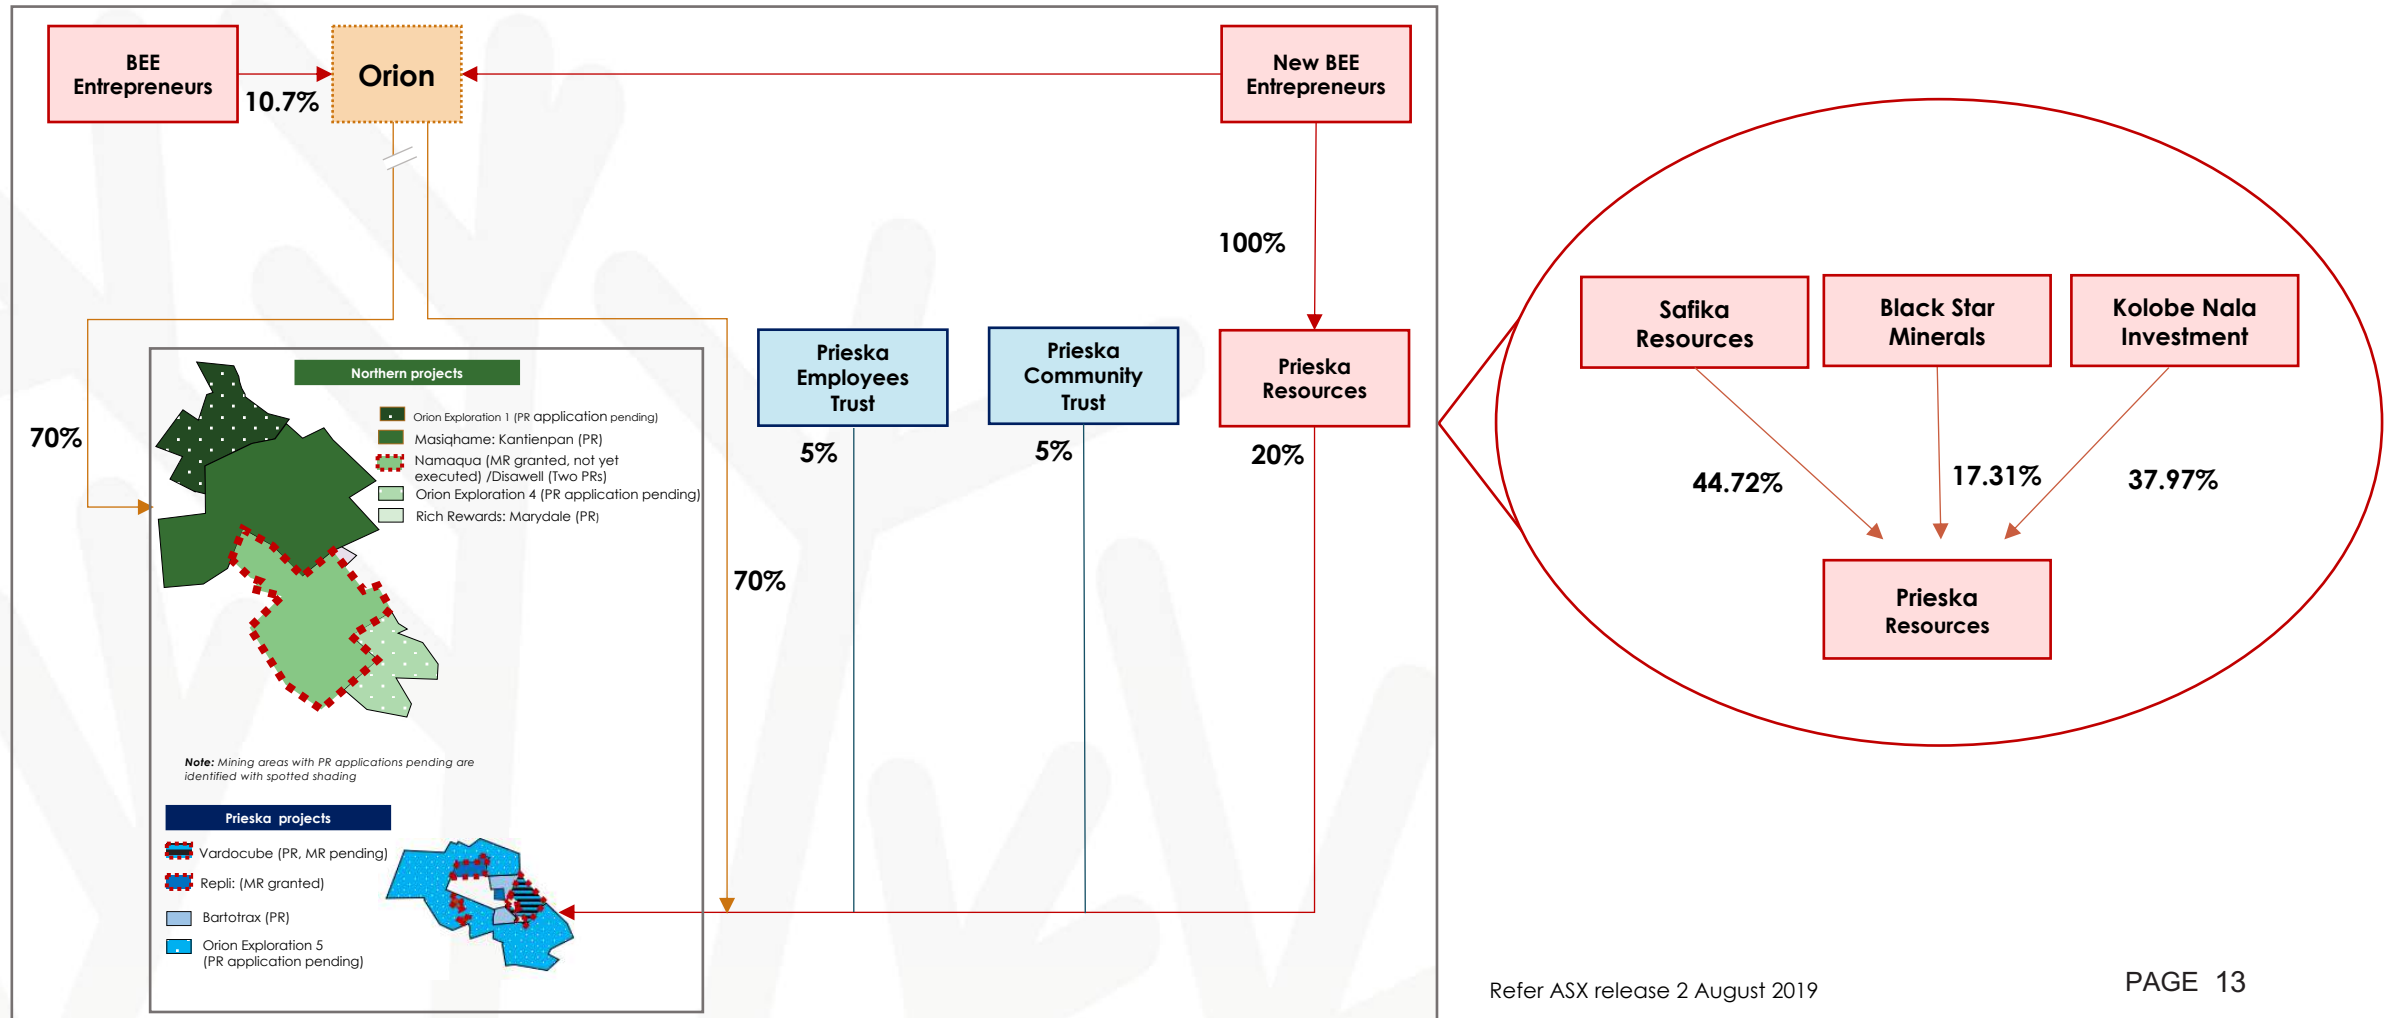 BEE
Entrepreneurs
10.7%
Orion
New BEE
Entrepreneurs
100%
70%
70%
Northern projects
Orion Exploration 1 (PR application pending)
Masiqhame: Kantienpan (PR)
Namaqua (MR granted, not yet
executed) /Disawell (Two PRs)
Orion Exploration 4 (PR application pending)
Rich Rewards: Marydale (PR)
Note: Mining areas with PR applications pending are
identified with spotted shading
Prieska projects
Vardocube (PR, MR pending)
Repli: (MR granted)
Bartotrax (PR)
Orion Exploration 5
(PR application pending)
Prieska
Employees
Trust
5%
Prieska
Community
Trust
5%
Prieska
Resources
20%
Safika
Resources
Black Star
Minerals
Kolobe Nala
Investment
44.72%
17.31%
37.97%
Prieska
Resources
Refer ASX release 2 August 2019
PAGE 13